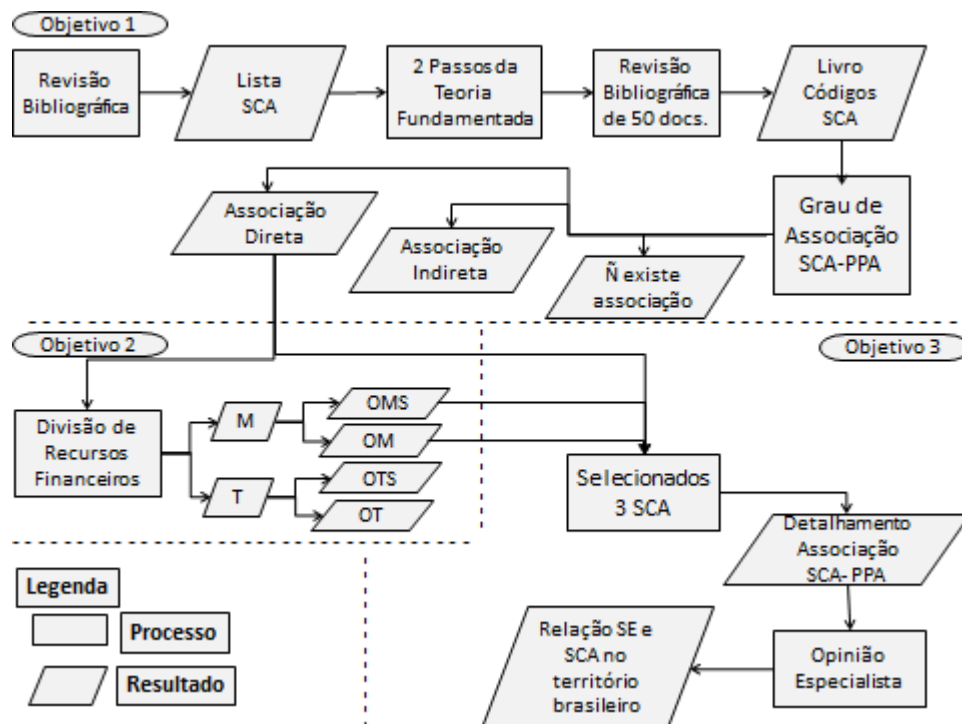 Objetivo 1
Revisão
Bibliográfica
Lista
SCA
2 Passos da
Teoria
Fundamentada
Revisão
Bibliográfica
de 50 docs.
Livro
Códigos
SCA
Associação
Direta
Associação
Indireta
Ñ existe
associação
Grau de
Associação
SCA-PPA
Objetivo 2
Objetivo 3
Divisão de
Recursos
Financeiros
M
T
OMS
OM
OTS
OT
Selecionados
3 SCA
Detalhamento
Associação
SCA- PPA
Legenda
Processo
Resultado
Relação SE e
SCA no
território
brasileiro
Opinião
Especialista